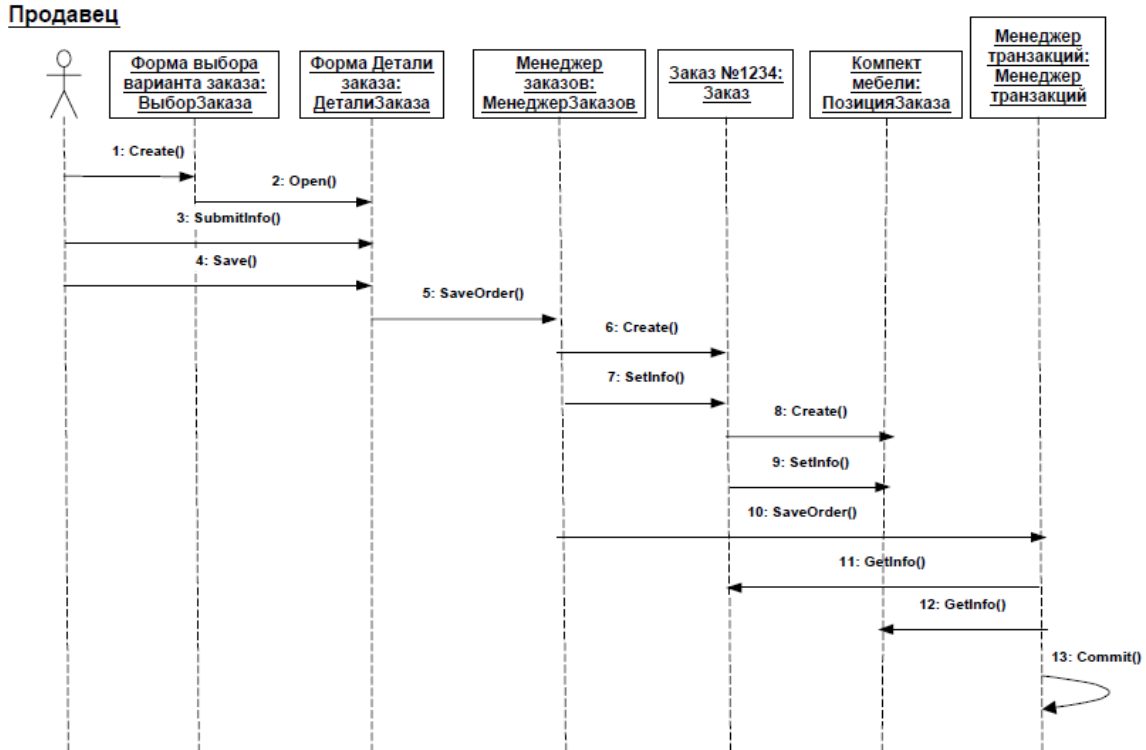 Продавец
Форма выбора
варианта заказа:
ВыборЗаказа
Форма Детали
заказа:
ДеталиЗаказа
Менеджер
заказов:
МенеджерЗаказов
Заказ №1234:
Заказ
Компект
мебели:
ПозицияЗаказа
Менеджер
транзакций:
Менеджер
транзакций
1: Create()
2: Open()
3: SubmitInfo()
4: Save()
5: SaveOrder()
6: Create()
7: SetInfo()
8: Create()
9: SetInfo()
10: SaveOrder()
11: GetInfo()
12: GetInfo()
13: Commit()